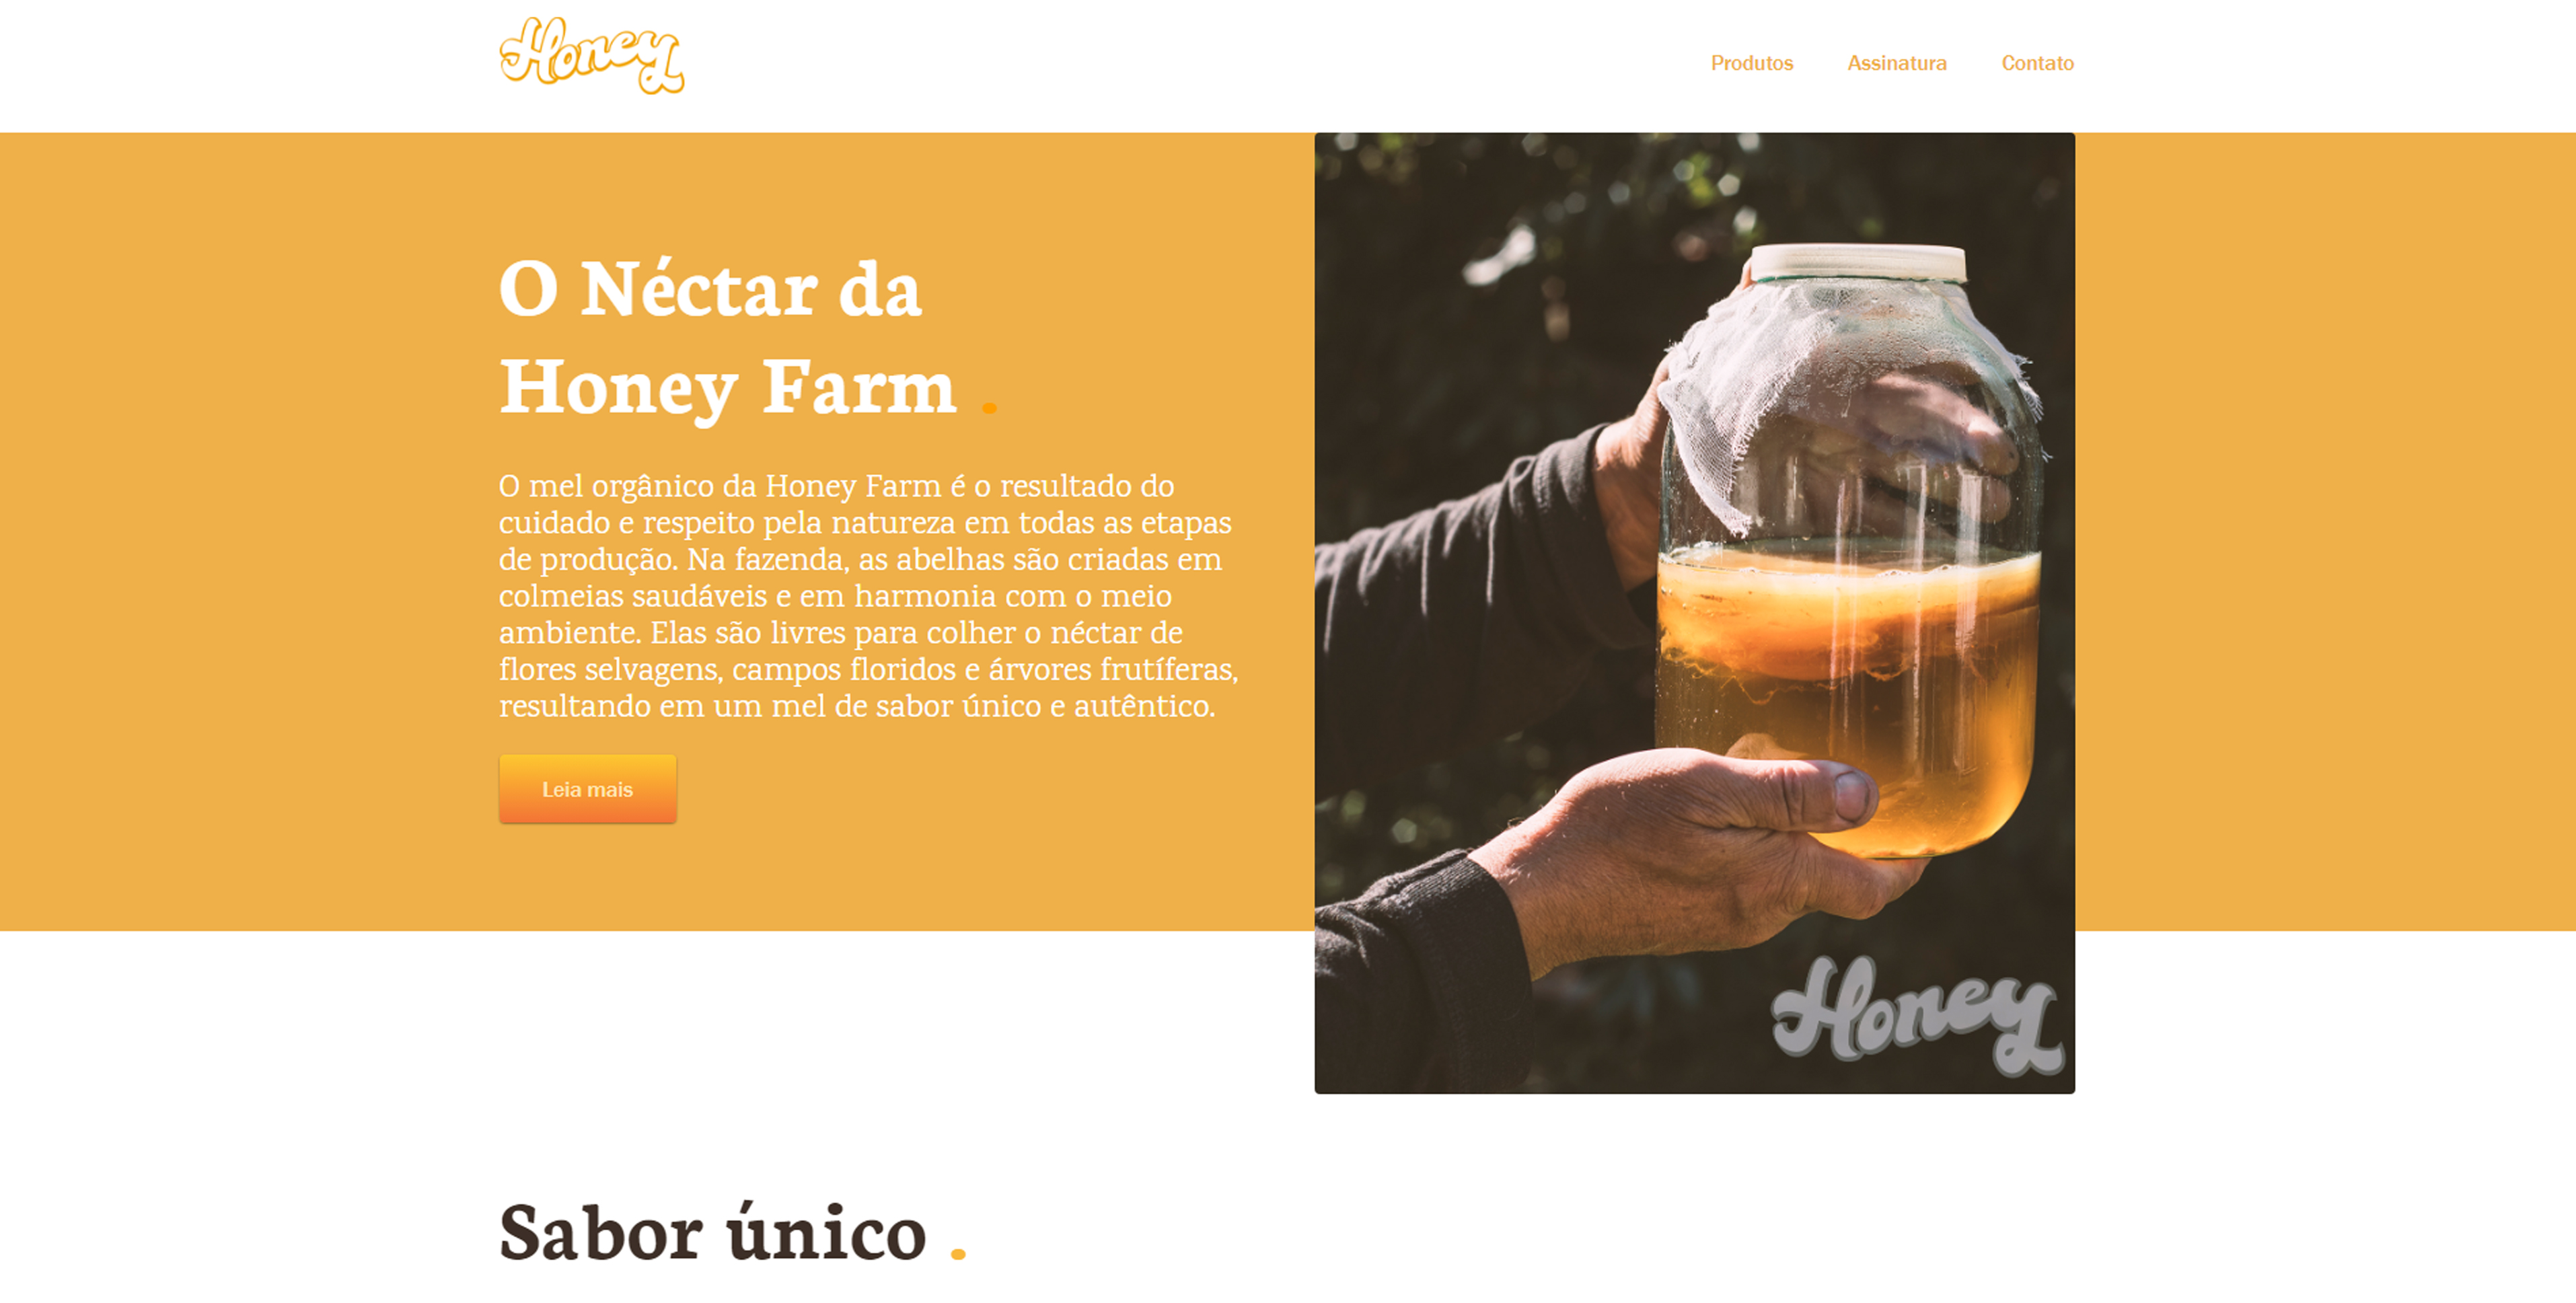 Honey
Produtos
Assinatura
Contato
O Néctar da
Honey Farm .
O mel orgânico da Honey Farm é o resultado do
cuidado e respeito pela natureza em todas as etapas
de produção. Na fazenda, as abelhas são criadas em
colmeias saudáveis e em harmonia com o meio
ambiente. Elas são livres para colher o néctar de
flores selvagens, campos floridos e árvores frutíferas,
resultando em um mel de sabor único e autêntico.
Leia mais
Honey
Sabor único .